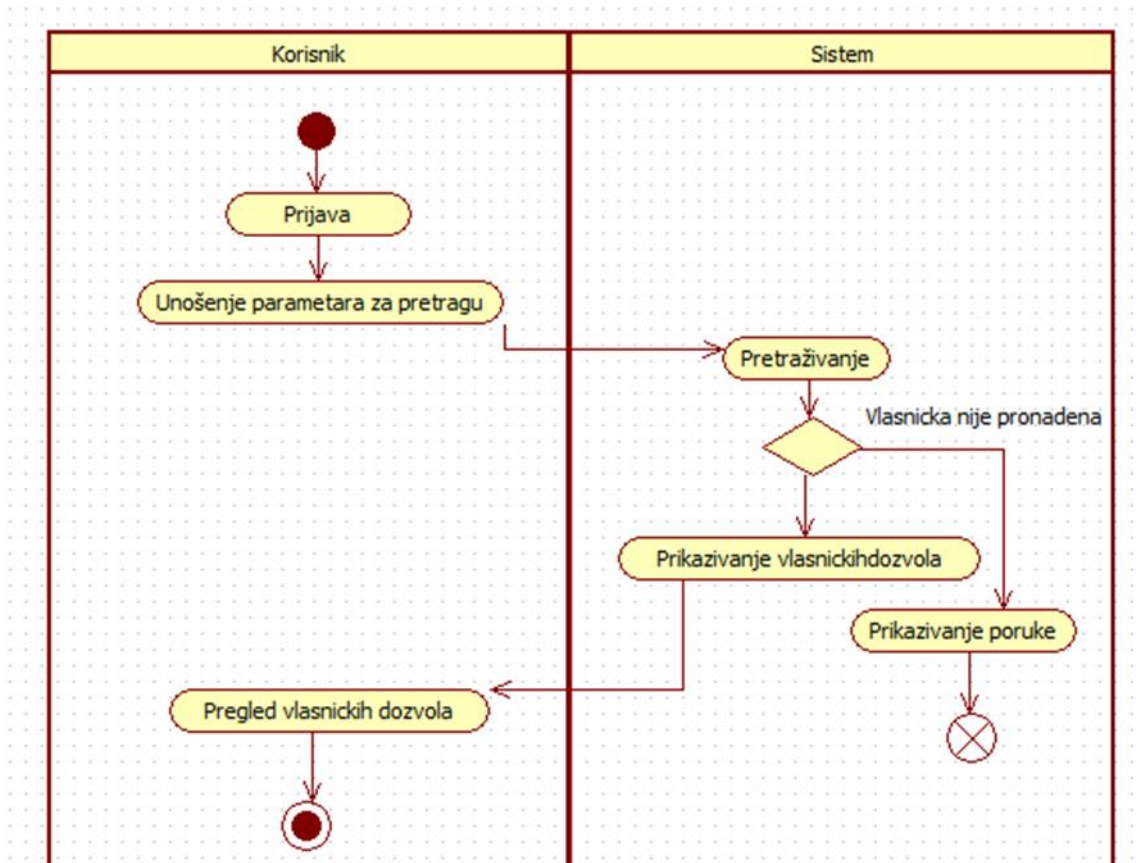 Korisnik
Sistem
Prijava
Unošenje parametara za pretragu
Pretraživanje
Vlasnicka nije pronadena
Prikazivanje vlasnickihdozvola
Prikazivanje poruke
Pregled vlasnickih dozvola